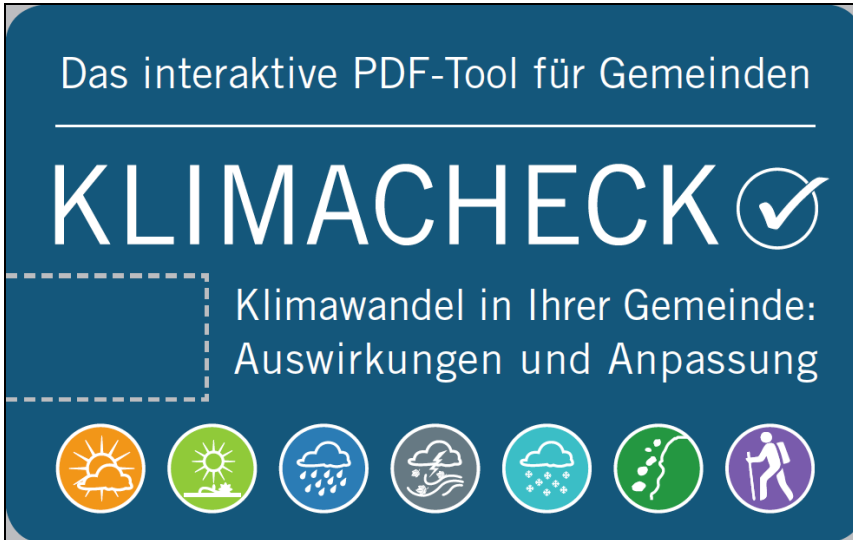 Das interaktive PDF-Tool für Gemeinden
KLIMACHECK
Klimawandel in Ihrer Gemeinde:
Auswirkungen und Anpassung